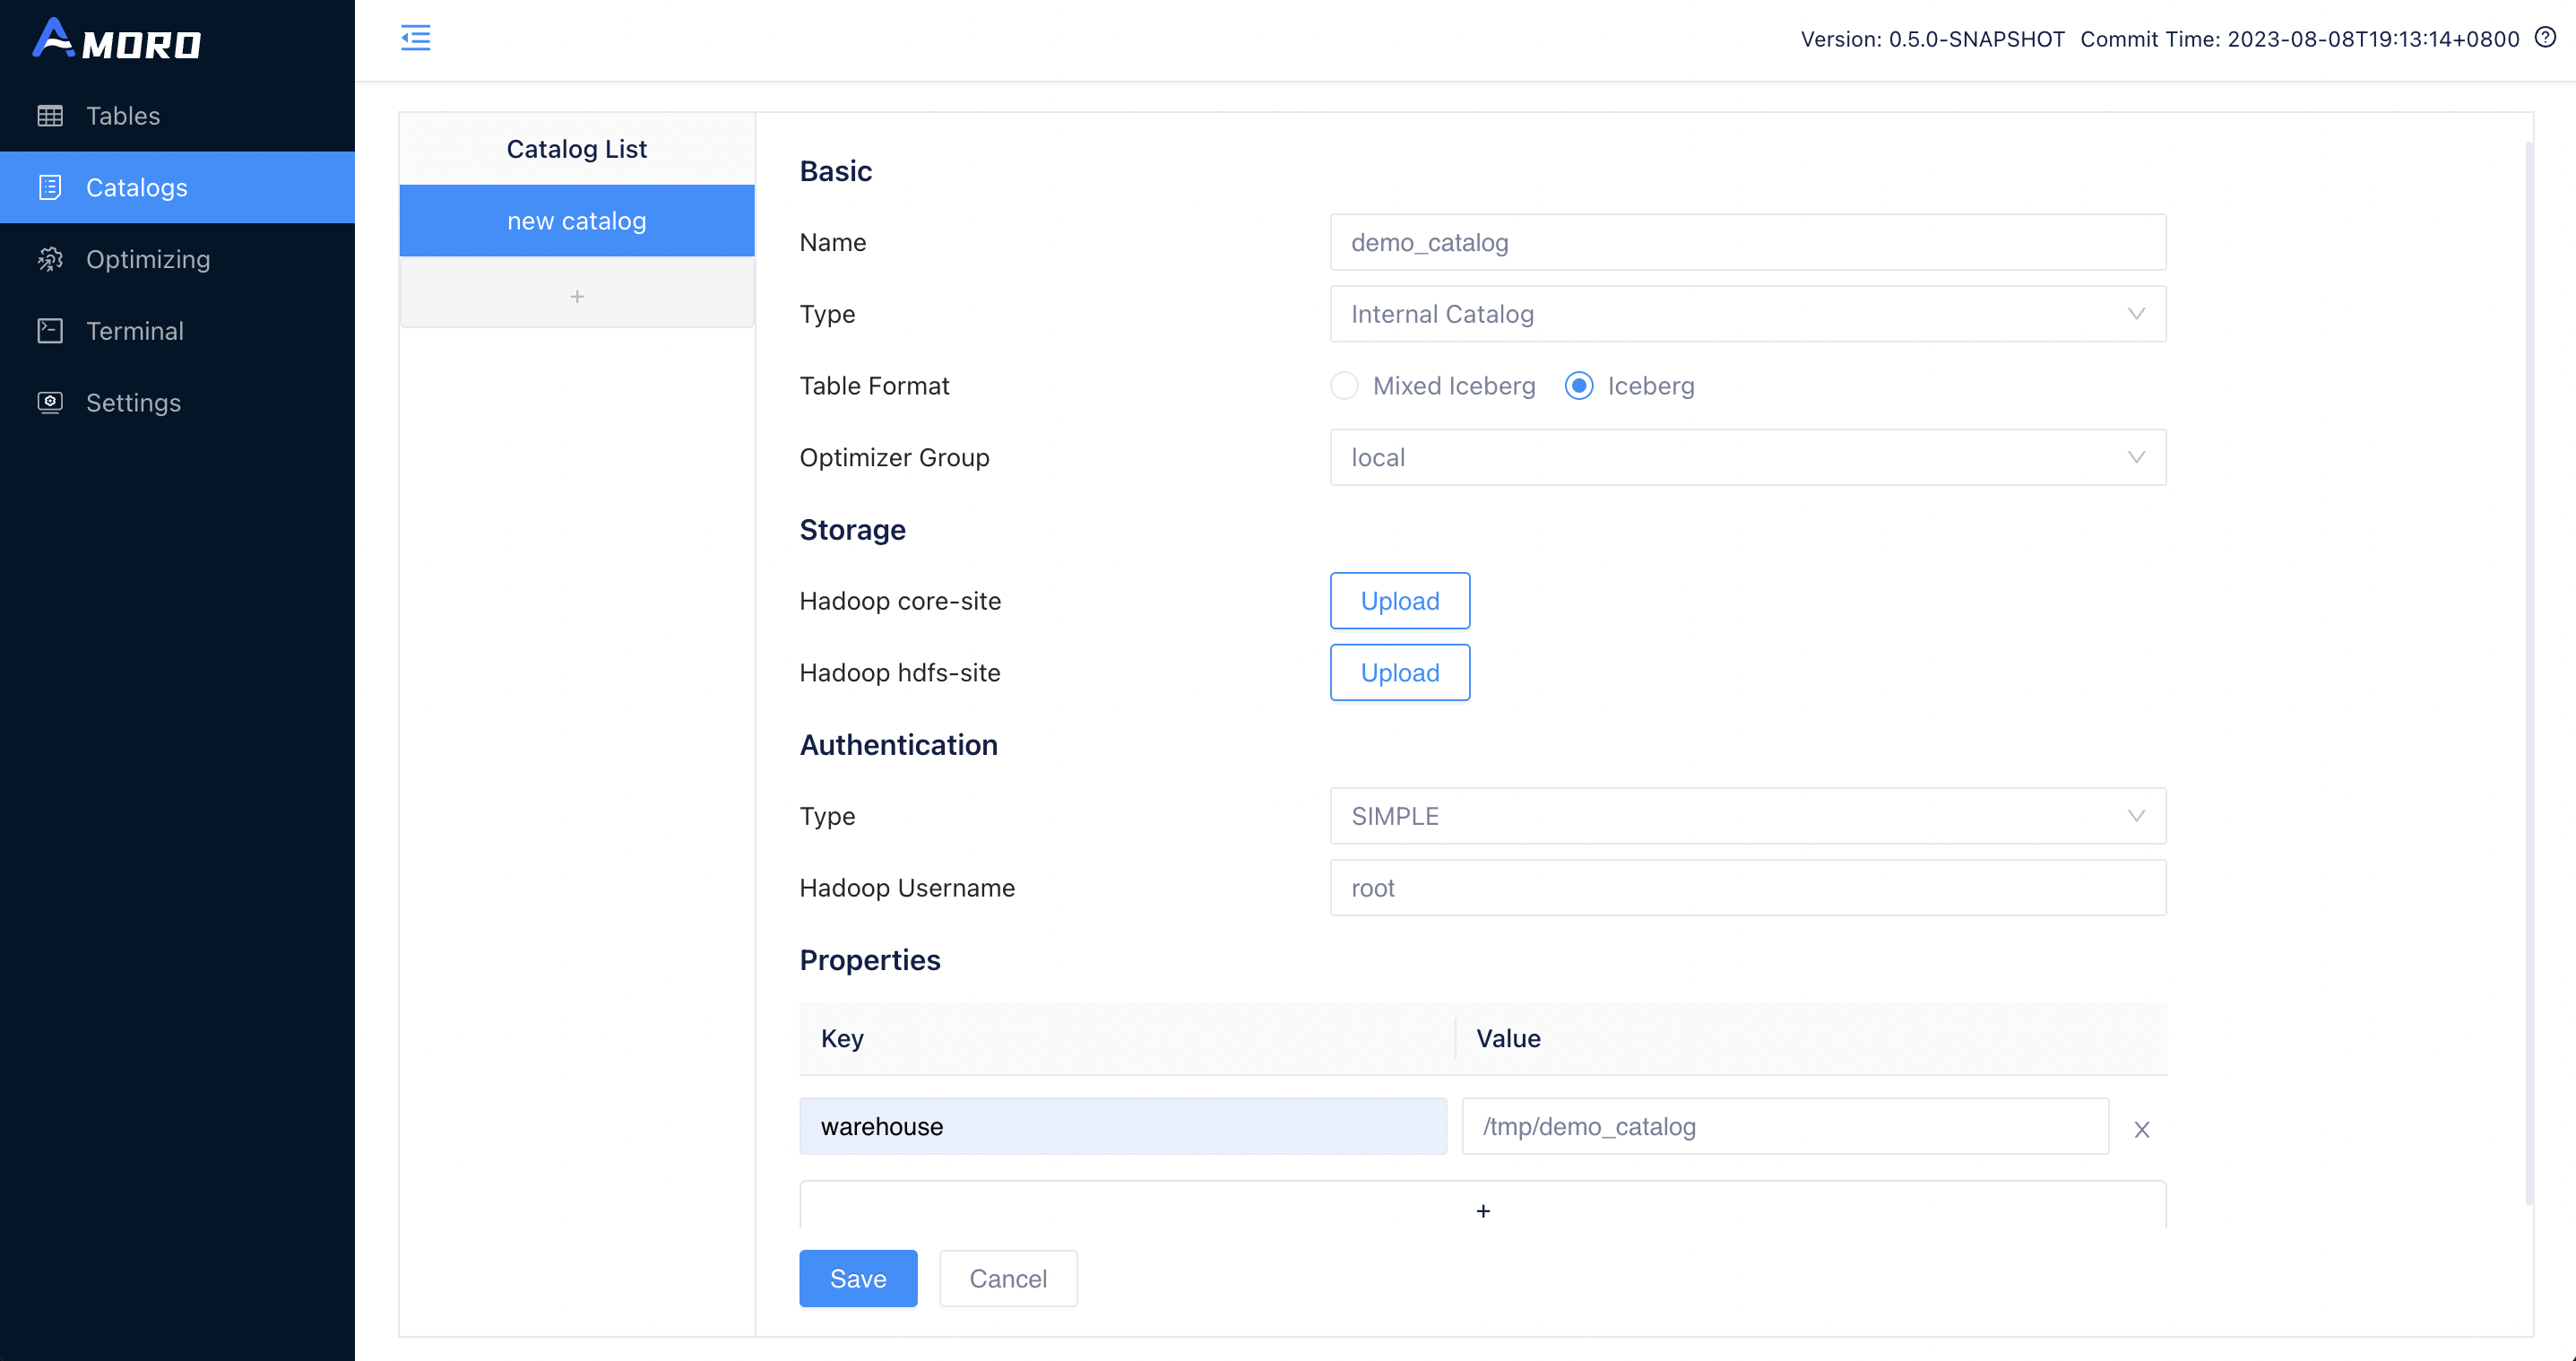 AMORO
Version: 0.5.0-SNAPSHOT Commit Time: 2023-08-08T19:13:14+0800
Tables
Catalogs
Optimizing
Terminal
Settings
Catalog List
new catalog
+
Basic
Name demo_catalog
Type Internal Catalog
Table Format Mixed Iceberg Iceberg
Optimizer Group local
Storage
Hadoop core-site Upload
Hadoop hdfs-site Upload
Authentication
Type SIMPLE
Hadoop Username root
Properties
Key Value
warehouse /tmp/demo_catalog X
+
Save Cancel